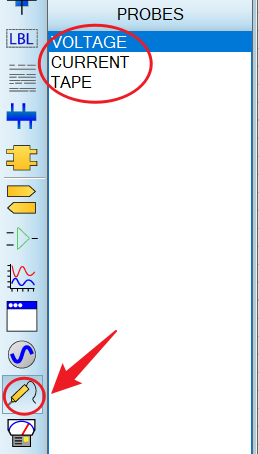 PROBES
LBL
VOLTAGE
CURRENT
TAPE